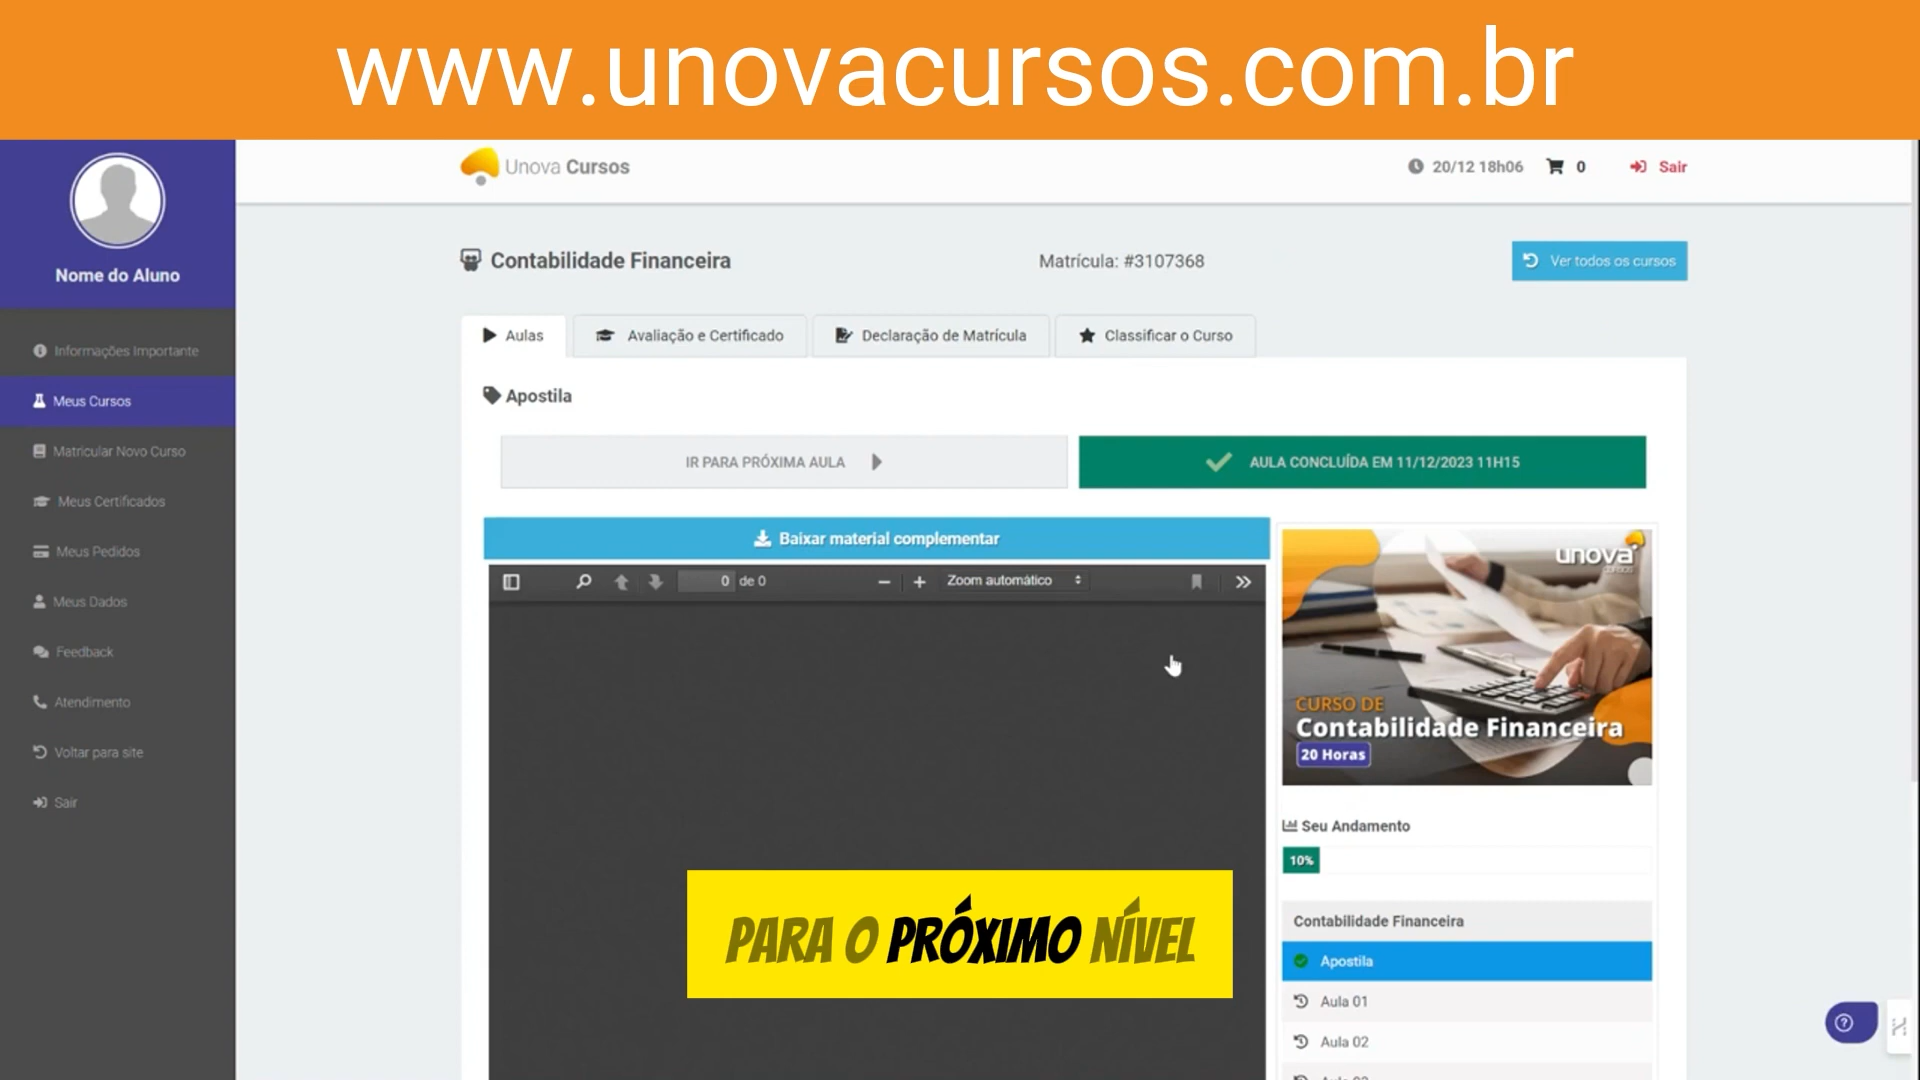 www.unovacursos.com.br
Unova Cursos
20/12 18h06
0
Sair
Nome do Aluno
Informações Importante
Meus Cursos
Matricular Novo Curso
Meus Certificados
Meus Pedidos
Meus Dados
Feedback
Atendimento
Voltar para site
Sair
Contabilidade Financeira
Matrícula: #3107368
Ver todos os cursos
Aulas
Avaliação e Certificado
Declaração de Matrícula
Classificar o Curso
Apostila
IR PARA PRÓXIMA AULA
AULA CONCLUÍDA EM 11/12/2023 11H15
Baixar material complementar
0 de 0
Zoom automático
unova
CURSOS
CURSO DE
Contabilidade Financeira
20 Horas
Seu Andamento
10%
Contabilidade Financeira
Apostila
Aula 01
Aula 02
PARA O PRÓXIMO NÍVEL